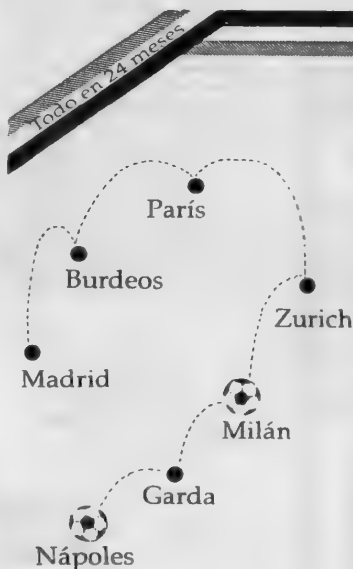 Todo en 24 meses
París
Burdeos
Zurich
Madrid
Milán
Garda
Nápoles